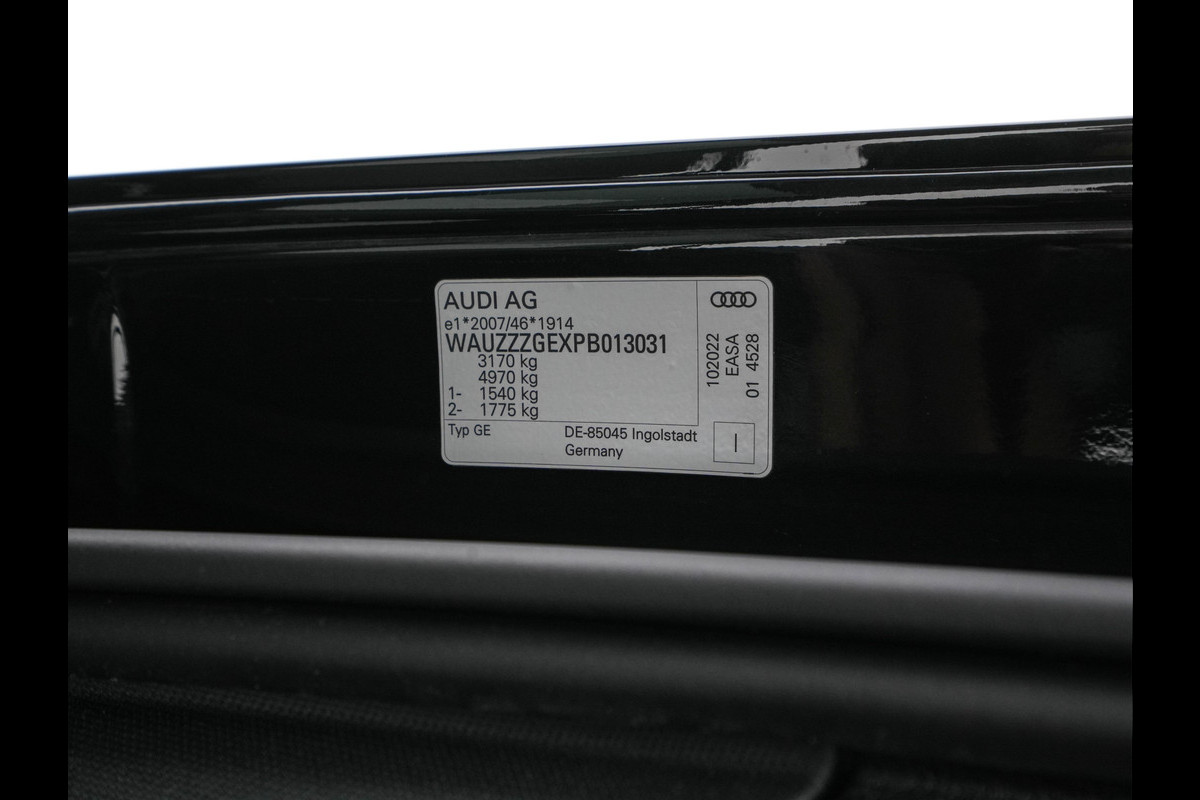 AUDI AG
e1*2007/46*1914
WAUZZZGEXPB013031
3170 kg
4970 kg
1- 1540 kg
2- 1775 kg
Typ GE
DE-85045 Ingolstadt
Germany
102022
EASA
01 4528
I